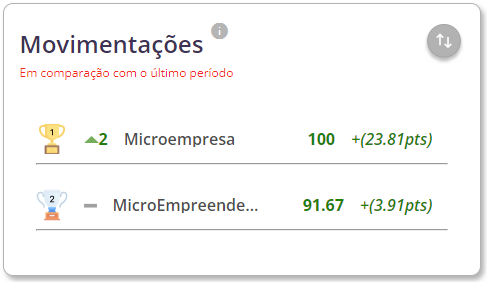 Movimentações i
Em comparação com o último período
1 2 Microempresa 100 +(23.81pts)
2 MicroEmpreende... 91.67 +(3.91pts)